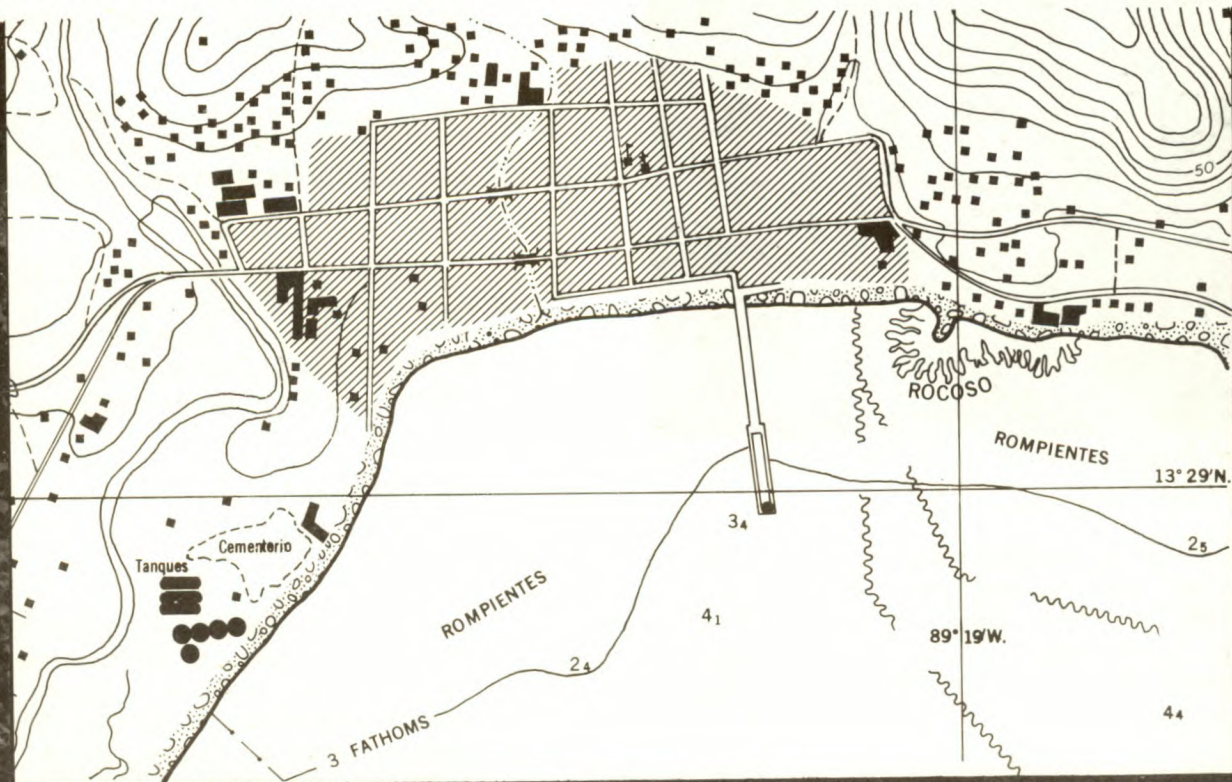 50
ROCOSO
ROMPIENTES
13° 29'N.
3₄
2₅
Cementerio
Tanques
ROMPIENTES
4₁
89° 19'W.
2₄
4₄
3 FATHOMS